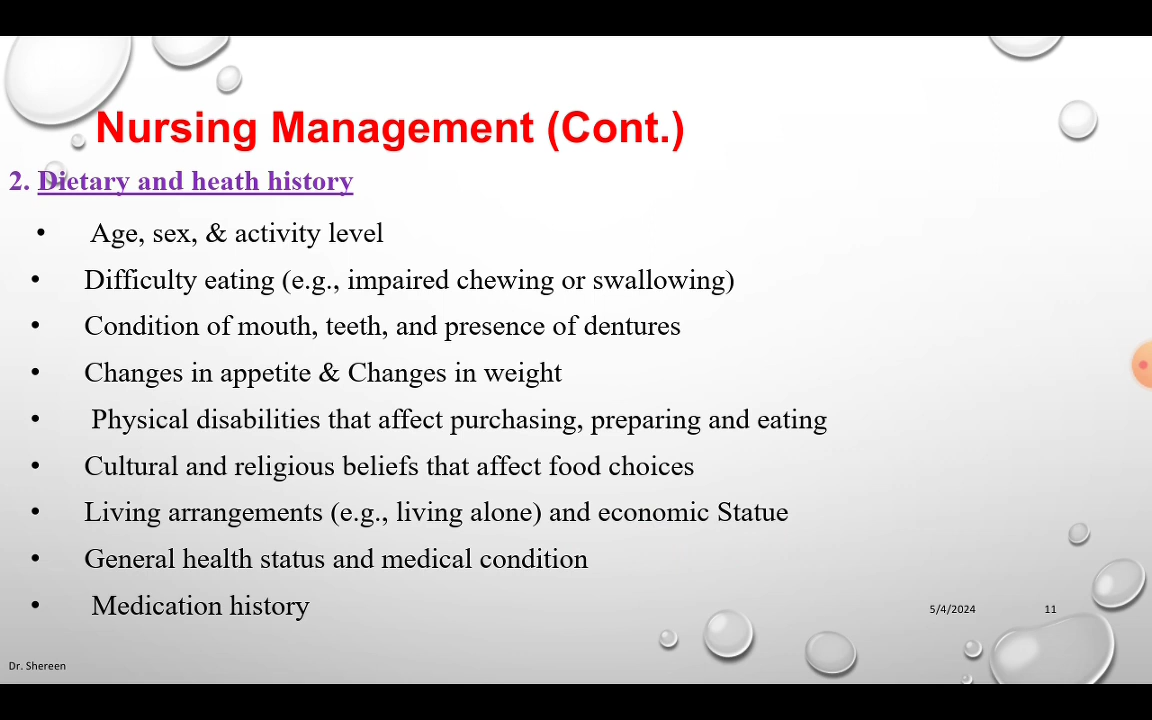 Nursing Management (Cont.)
2. Dietary and heath history
• Age, sex, & activity level
• Difficulty eating (e.g., impaired chewing or swallowing)
• Condition of mouth, teeth, and presence of dentures
• Changes in appetite & Changes in weight
• Physical disabilities that affect purchasing, preparing and eating
• Cultural and religious beliefs that affect food choices
• Living arrangements (e.g., living alone) and economic Statue
• General health status and medical condition
• Medication history
5/4/2024 11
Dr. Shereen